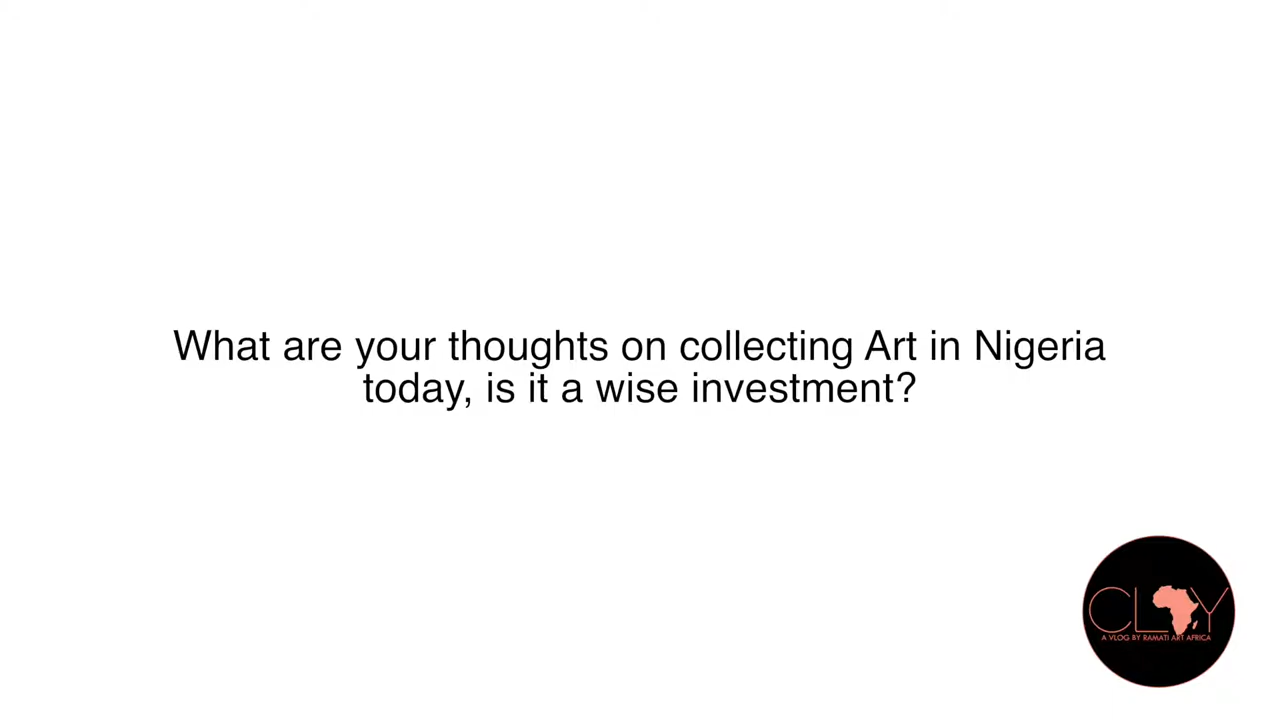 What are your thoughts on collecting Art in Nigeria
today, is it a wise investment?
CLAY
A VLOG BY RAMATI ART AFRICA